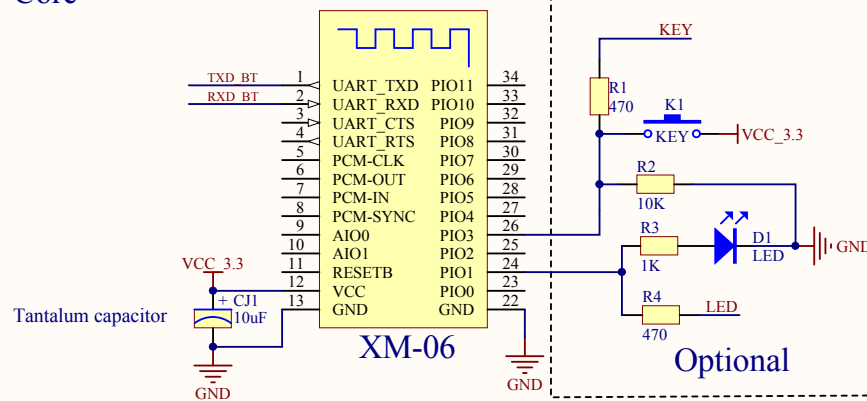 KEY
TXD_BT 1 UART_TXD PIO11 34
RXD_BT 2 UART_RXD PIO10 33
3 UART_CTS PIO9 32
4 UART_RTS PIO8 31
5 PCM-CLK PIO7 30
6 PCM-OUT PIO6 29
7 PCM-IN PIO5 28
8 PCM-SYNC PIO4 27
9 AIO0 PIO3 26
10 AIO1 PIO2 25
11 RESETB PIO1 24
12 VCC PIO0 23
13 GND GND 22
XM-06
VCC_3.3
+ CJ1
10uF
Tantalum capacitor
GND
GND
R1
470
K1
KEY
VCC_3.3
R2
10K
R3
1K
D1
LED
GND
R4
470
LED
Optional